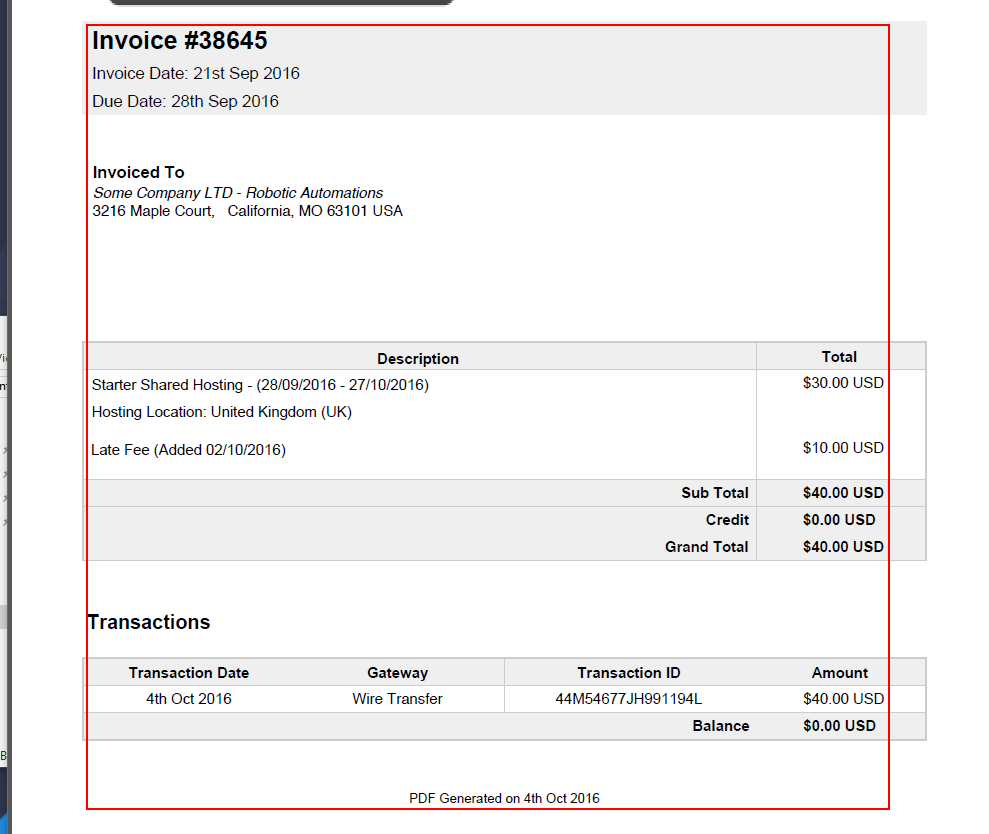 Invoice #38645
Invoice Date: 21st Sep 2016
Due Date: 28th Sep 2016
Invoiced To
Some Company LTD - Robotic Automations
3216 Maple Court,   California, MO 63101 USA
Description Total
Starter Shared Hosting - (28/09/2016 - 27/10/2016) $30.00 USD
Hosting Location: United Kingdom (UK)
Late Fee (Added 02/10/2016) $10.00 USD
Sub Total $40.00 USD
Credit $0.00 USD
Grand Total $40.00 USD
Transactions
Transaction Date Gateway Transaction ID Amount
4th Oct 2016 Wire Transfer 44M54677JH991194L $40.00 USD
Balance $0.00 USD
PDF Generated on 4th Oct 2016